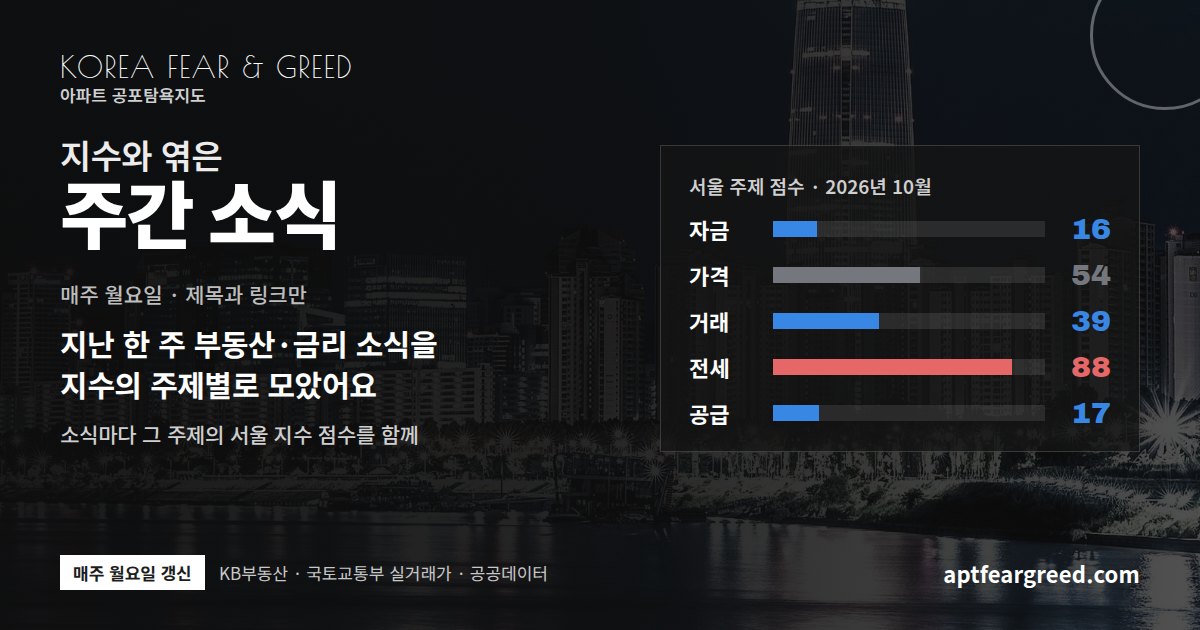 KOREA FEAR & GREED
아파트 공포탐욕지도
지수와 엮은
주간 소식
매주 월요일 · 제목과 링크만
지난 한 주 부동산·금리 소식을
지수의 주제별로 모았어요
소식마다 그 주제의 서울 지수 점수를 함께
서울 주제 점수 · 2026년 10월
자금 16
가격 54
거래 39
전세 88
공급 17
매주 월요일 갱신 KB부동산 · 국토교통부 실거래가 · 공공데이터
aptfeargreed.com